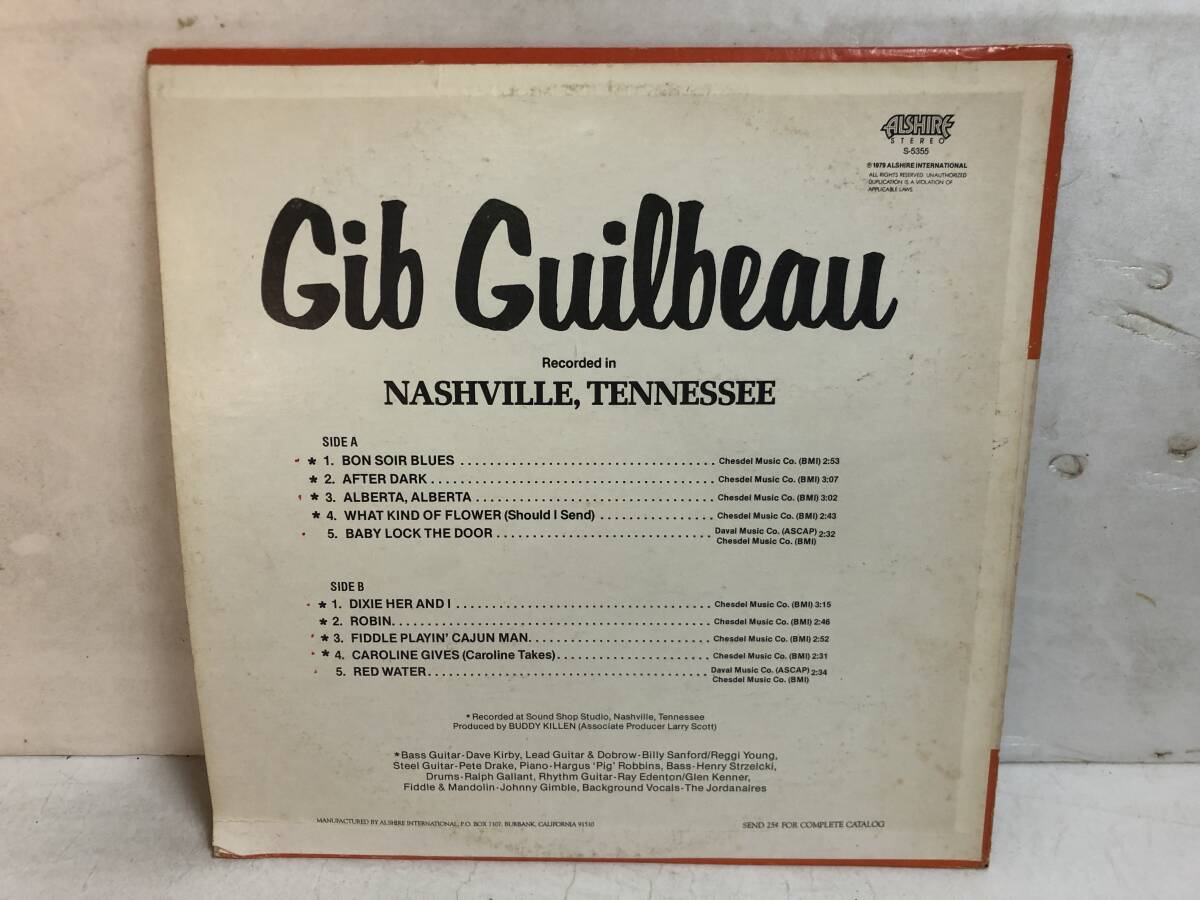 ALSHIRE
STEREO
S-5355
℗ 1979 ALSHIRE INTERNATIONAL
ALL RIGHTS RESERVED. UNAUTHORIZED
DUPLICATION IS A VIOLATION OF
APPLICABLE LAWS.
Gib Guilbeau
Recorded in
NASHVILLE, TENNESSEE
SIDE A
* 1. BON SOIR BLUES ................................... Chesdel Music Co. (BMI) 2:53
* 2. AFTER DARK ....................................... Chesdel Music Co. (BMI) 3:07
* 3. ALBERTA, ALBERTA ................................. Chesdel Music Co. (BMI) 3:02
* 4. WHAT KIND OF FLOWER (Should I Send) ............... Chesdel Music Co. (BMI) 2:43
5. BABY LOCK THE DOOR .............................. Daval Music Co. (ASCAP) 2:32
Chesdel Music Co. (BMI)
SIDE B
* 1. DIXIE HER AND I ................................... Chesdel Music Co. (BMI) 3:15
* 2. ROBIN............................................. Chesdel Music Co. (BMI) 2:46
* 3. FIDDLE PLAYIN' CAJUN MAN......................... Chesdel Music Co. (BMI) 2:52
* 4. CAROLINE GIVES (Caroline Takes)..................... Chesdel Music Co. (BMI) 2:31
5. RED WATER....................................... Daval Music Co. (ASCAP) 2:34
Chesdel Music Co. (BMI)
* Recorded at Sound Shop Studio, Nashville, Tennessee
Produced by BUDDY KILLEN (Associate Producer Larry Scott)
* Bass Guitar-Dave Kirby, Lead Guitar & Dobrow-Billy Sanford/Reggi Young,
Steel Guitar-Pete Drake, Piano-Hargus 'Pig' Robbins, Bass-Henry Strzelcki,
Drums-Ralph Gallant, Rhythm Guitar-Ray Edenton/Glen Kenner,
Fiddle & Mandolin-Johnny Gimble, Background Vocals-The Jordanaires
MANUFACTURED BY ALSHIRE INTERNATIONAL, P.O. BOX 7107, BURBANK, CALIFORNIA 91510
SEND 25¢ FOR COMPLETE CATALOG